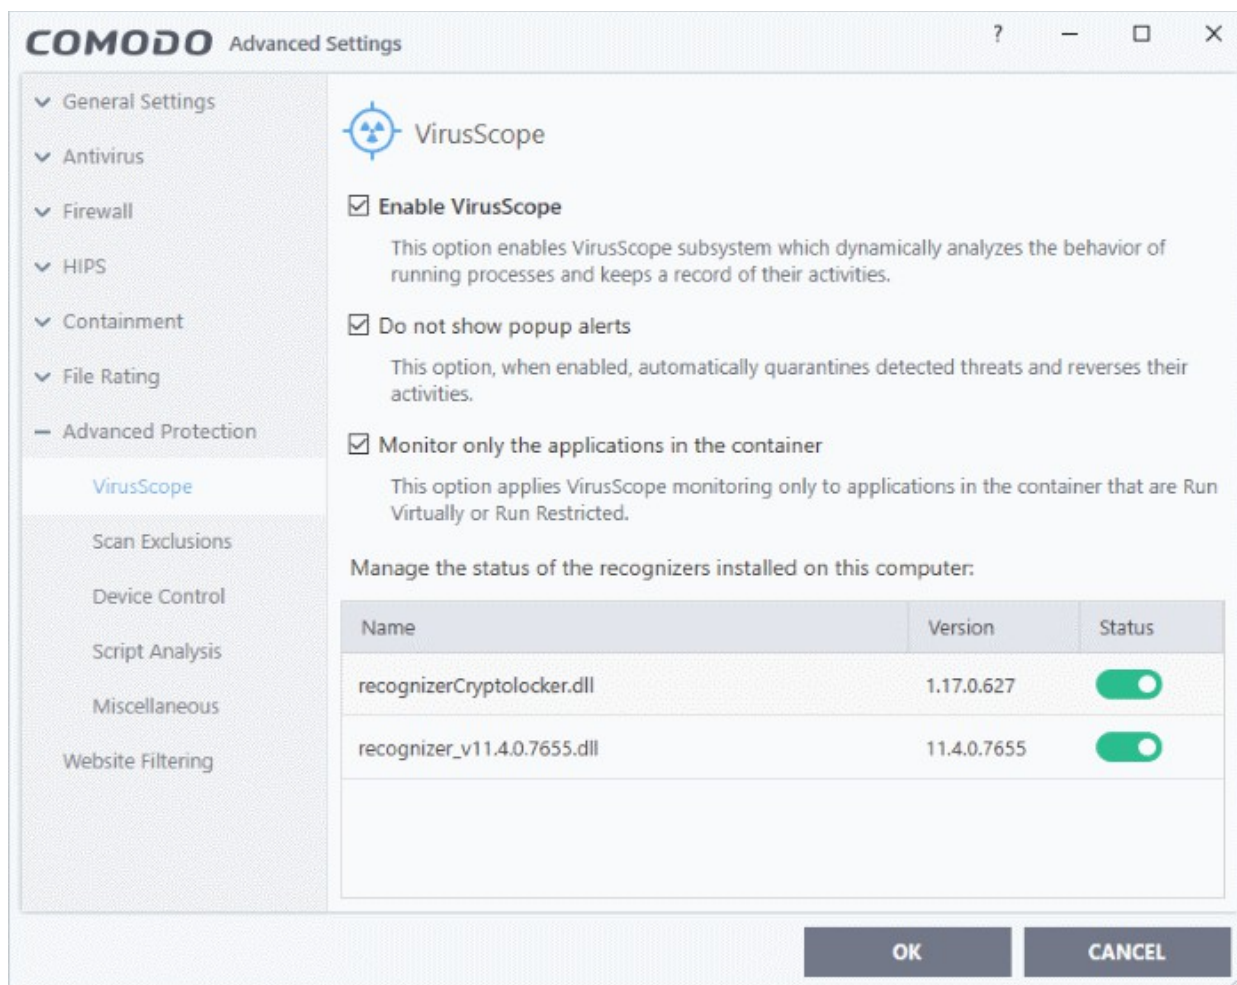 COMODO Advanced Settings
?
General Settings
Antivirus
Firewall
HIPS
Containment
File Rating
Advanced Protection
VirusScope
Scan Exclusions
Device Control
Script Analysis
Miscellaneous
Website Filtering
VirusScope
Enable VirusScope
This option enables VirusScope subsystem which dynamically analyzes the behavior of
running processes and keeps a record of their activities.
Do not show popup alerts
This option, when enabled, automatically quarantines detected threats and reverses their
activities.
Monitor only the applications in the container
This option applies VirusScope monitoring only to applications in the container that are Run
Virtually or Run Restricted.
Manage the status of the recognizers installed on this computer:
Name Version Status
recognizerCryptolocker.dll 1.17.0.627
recognizer_v11.4.0.7655.dll 11.4.0.7655
OK CANCEL